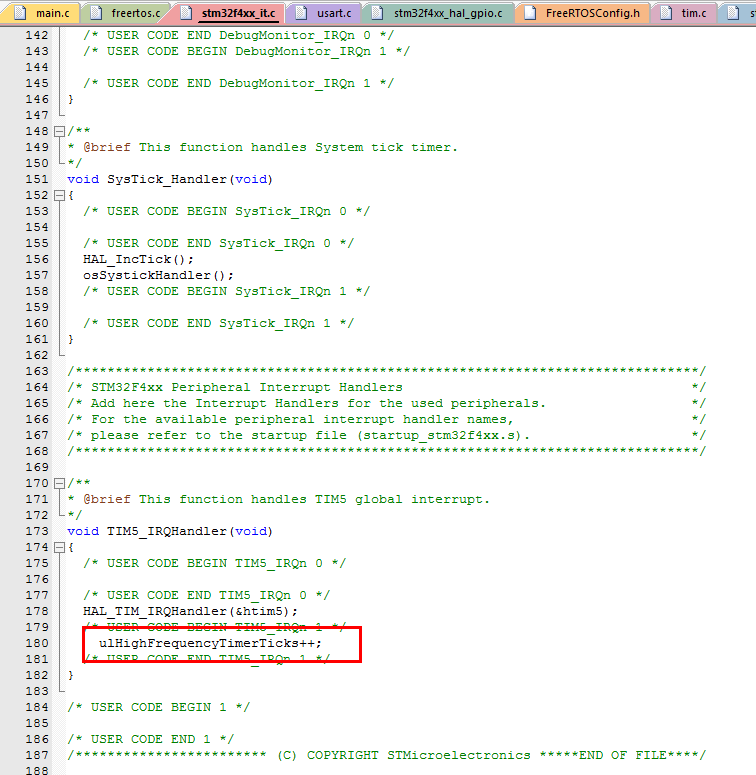 main.c freertos.c stm32f4xx_it.c usart.c stm32f4xx_hal_gpio.c FreeRTOSConfig.h tim.c
142 /* USER CODE END DebugMonitor_IRQn 0 */
143 /* USER CODE BEGIN DebugMonitor_IRQn 1 */
144
145 /* USER CODE END DebugMonitor_IRQn 1 */
146 }
147
148 /**
149 * @brief This function handles System tick timer.
150 */
151 void SysTick_Handler(void)
152 {
153 /* USER CODE BEGIN SysTick_IRQn 0 */
154
155 /* USER CODE END SysTick_IRQn 0 */
156 HAL_IncTick();
157 osSystickHandler();
158 /* USER CODE BEGIN SysTick_IRQn 1 */
159
160 /* USER CODE END SysTick_IRQn 1 */
161 }
162
163 /******************************************************************************/
164 /* STM32F4xx Peripheral Interrupt Handlers */
165 /* Add here the Interrupt Handlers for the used peripherals. */
166 /* For the available peripheral interrupt handler names, */
167 /* please refer to the startup file (startup_stm32f4xx.s). */
168 /******************************************************************************/
169
170 /**
171 * @brief This function handles TIM5 global interrupt.
172 */
173 void TIM5_IRQHandler(void)
174 {
175 /* USER CODE BEGIN TIM5_IRQn 0 */
176
177 /* USER CODE END TIM5_IRQn 0 */
178 HAL_TIM_IRQHandler(&htim5);
179 /* USER CODE BEGIN TIM5_IRQn 1 */
180 ulHighFrequencyTimerTicks++;
181 /* USER CODE END TIM5_IRQn 1 */
182 }
183
184 /* USER CODE BEGIN 1 */
185
186 /* USER CODE END 1 */
187 /************************ (C) COPYRIGHT STMicroelectronics *****END OF FILE****/
188